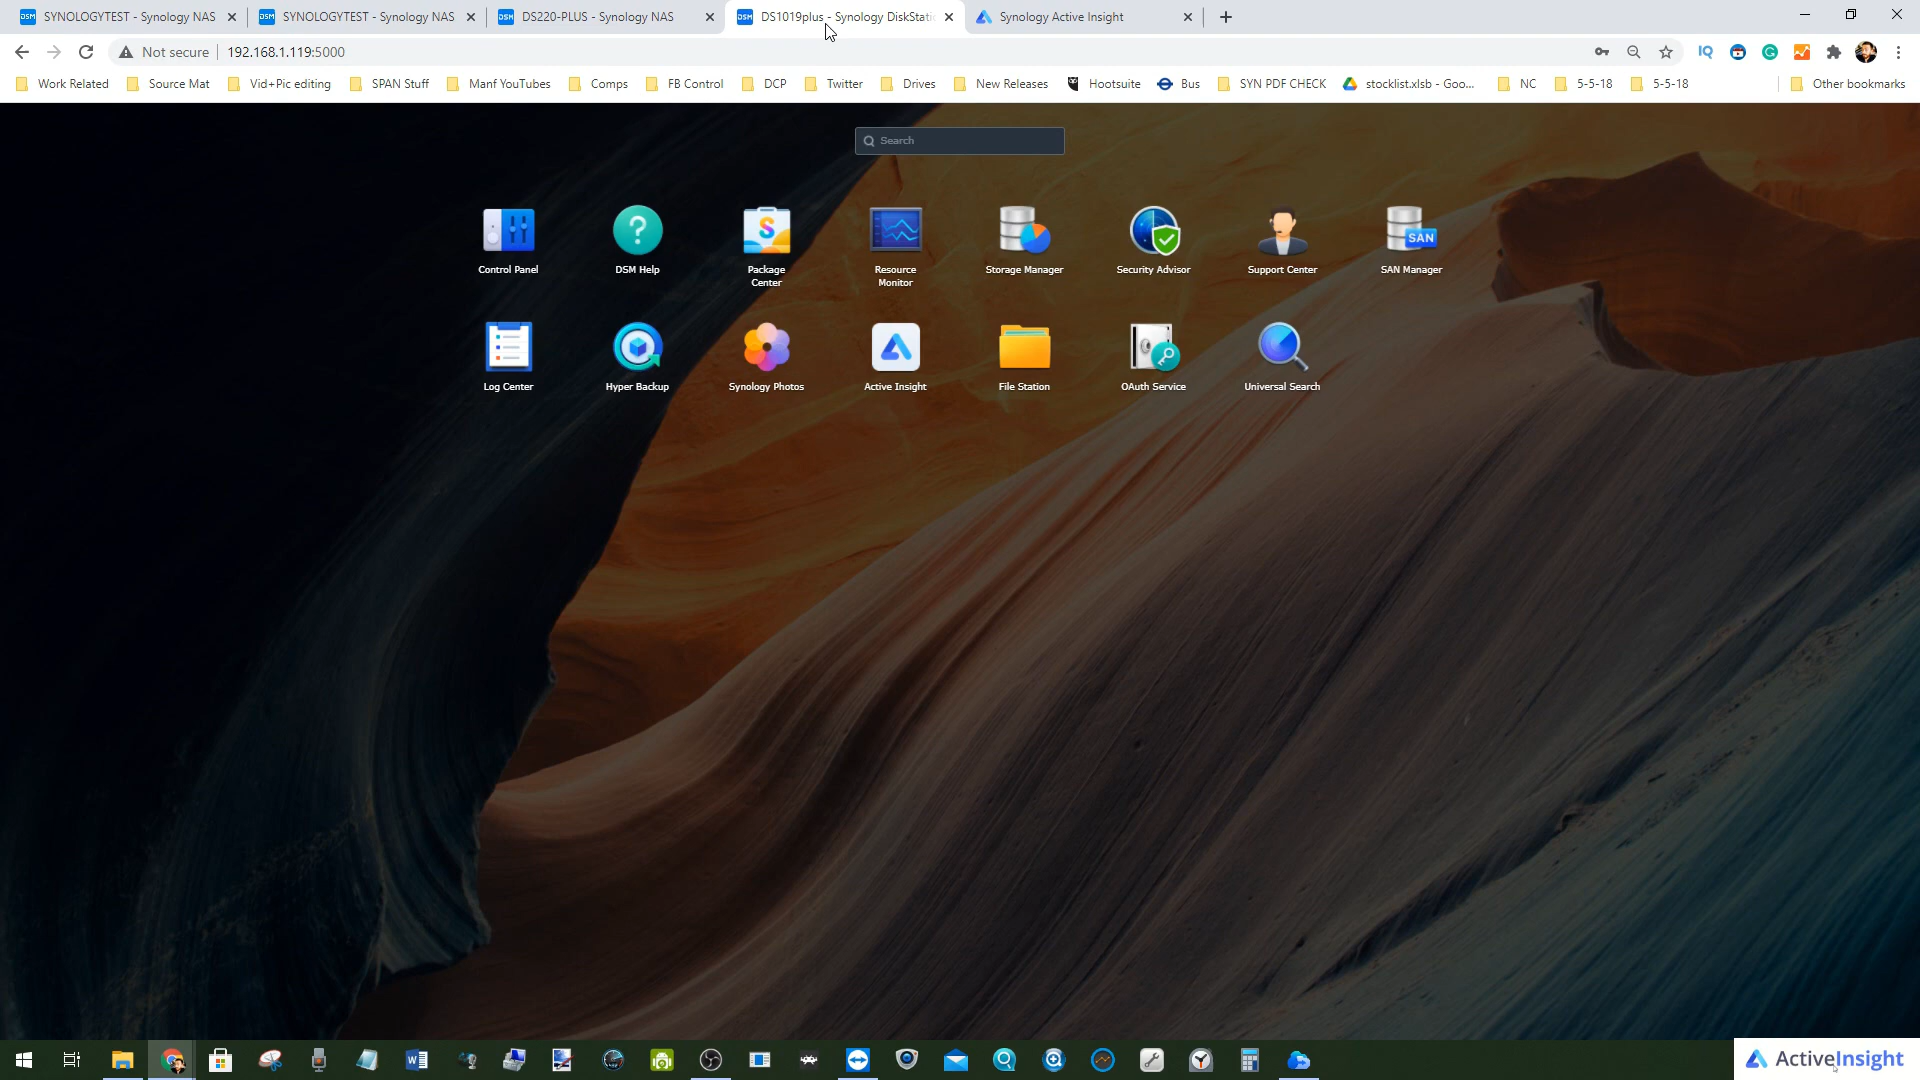 SYNOLOGYTEST - Synology NAS
SYNOLOGYTEST - Synology NAS
DS220-PLUS - Synology NAS
DS1019plus - Synology DiskStati
Synology Active Insight
Not secure
192.168.1.119:5000
Work Related
Source Mat
Vid+Pic editing
SPAN Stuff
Manf YouTubes
Comps
FB Control
DCP
Twitter
Drives
New Releases
Hootsuite
Bus
SYN PDF CHECK
stocklist.xlsb - Goo...
NC
5-5-18
5-5-18
Other bookmarks
Search
Control Panel
DSM Help
Package
Center
Resource
Monitor
Storage Manager
Security Advisor
Support Center
SAN
SAN Manager
Log Center
Hyper Backup
Synology Photos
Active Insight
File Station
OAuth Service
Universal Search
ActiveInsight